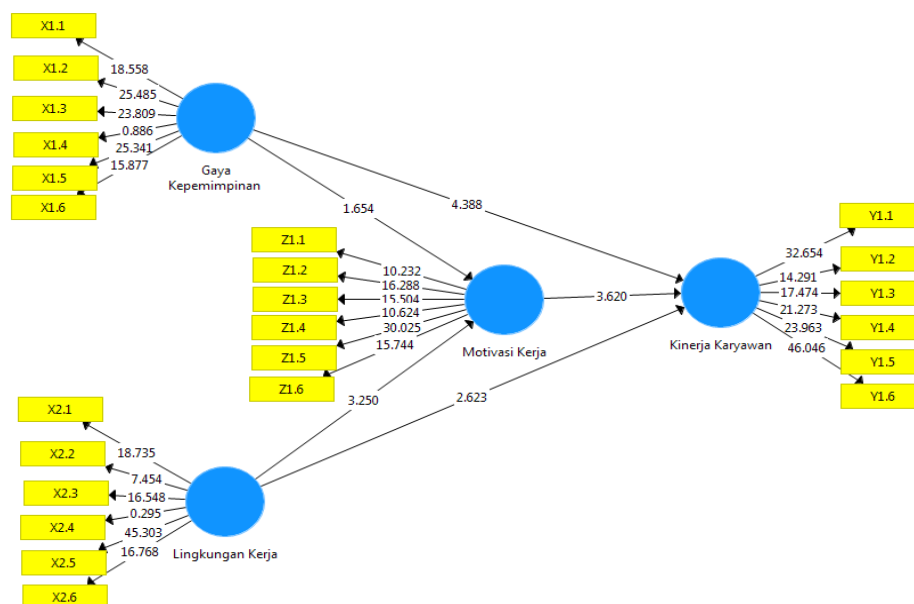 X1.1
X1.2
X1.3
X1.4
X1.5
X1.6
18.558
25.485
23.809
0.886
25.341
15.877
Gaya
Kepemimpinan
4.388
1.654
Z1.1
Z1.2
Z1.3
Z1.4
Z1.5
Z1.6
10.232
16.288
15.504
10.624
30.025
15.744
Motivasi Kerja
3.620
Y1.1
Y1.2
Y1.3
Y1.4
Y1.5
Y1.6
32.654
14.291
17.474
21.273
23.963
46.046
Kinerja Karyawan
3.250
2.623
X2.1
X2.2
X2.3
X2.4
X2.5
X2.6
18.735
7.454
16.548
0.295
45.303
16.768
Lingkungan Kerja